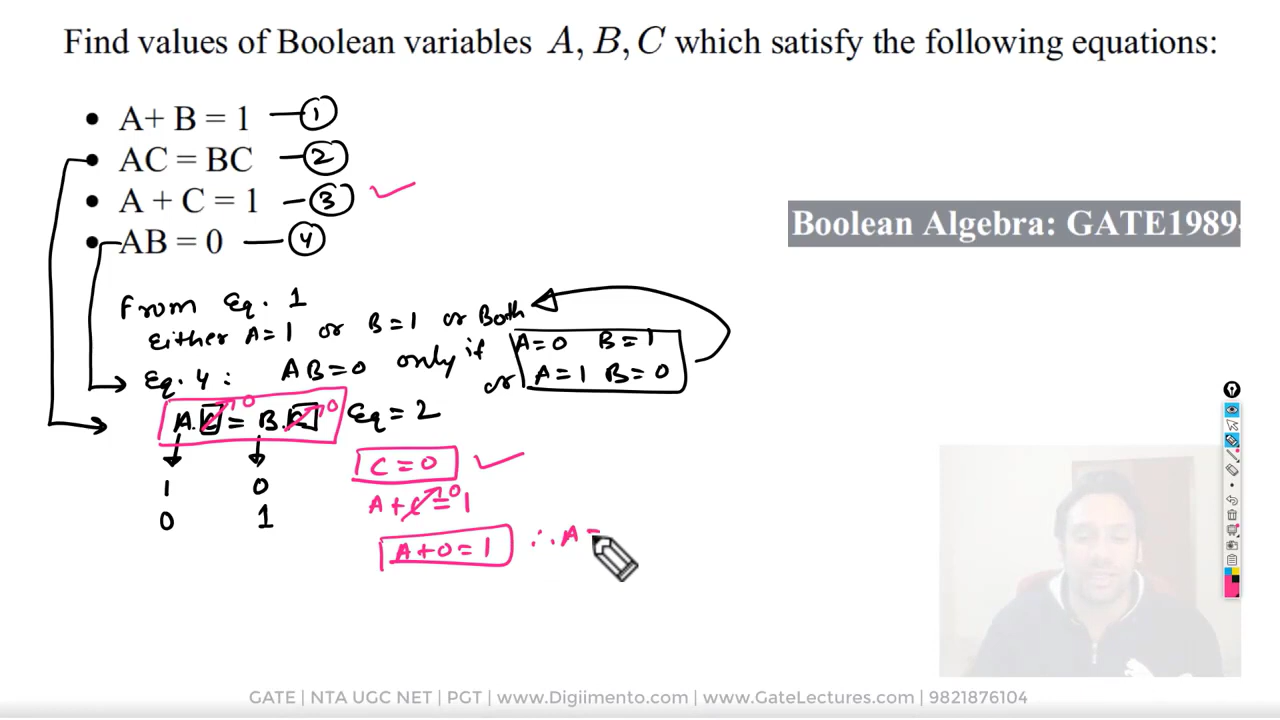 Find values of Boolean variables A, B, C which satisfy the following equations:
• A+ B = 1 — 1
• AC = BC — 2
• A + C = 1 — 3
• AB = 0 — 4
Boolean Algebra: GATE1989-
From Eq. 1
Either A=1 or B=1 or Both
Eq. 4: AB=0 only if A=0 B=1
or A=1 B=0
A.C 0 = B.C 0 Eq = 2
1 0
0 1
C = 0
A+C 0 = 1
A+0=1 ∴ A =
GATE | NTA UGC NET | PGT | www.Digiimento.com | www.GateLectures.com | 9821876104